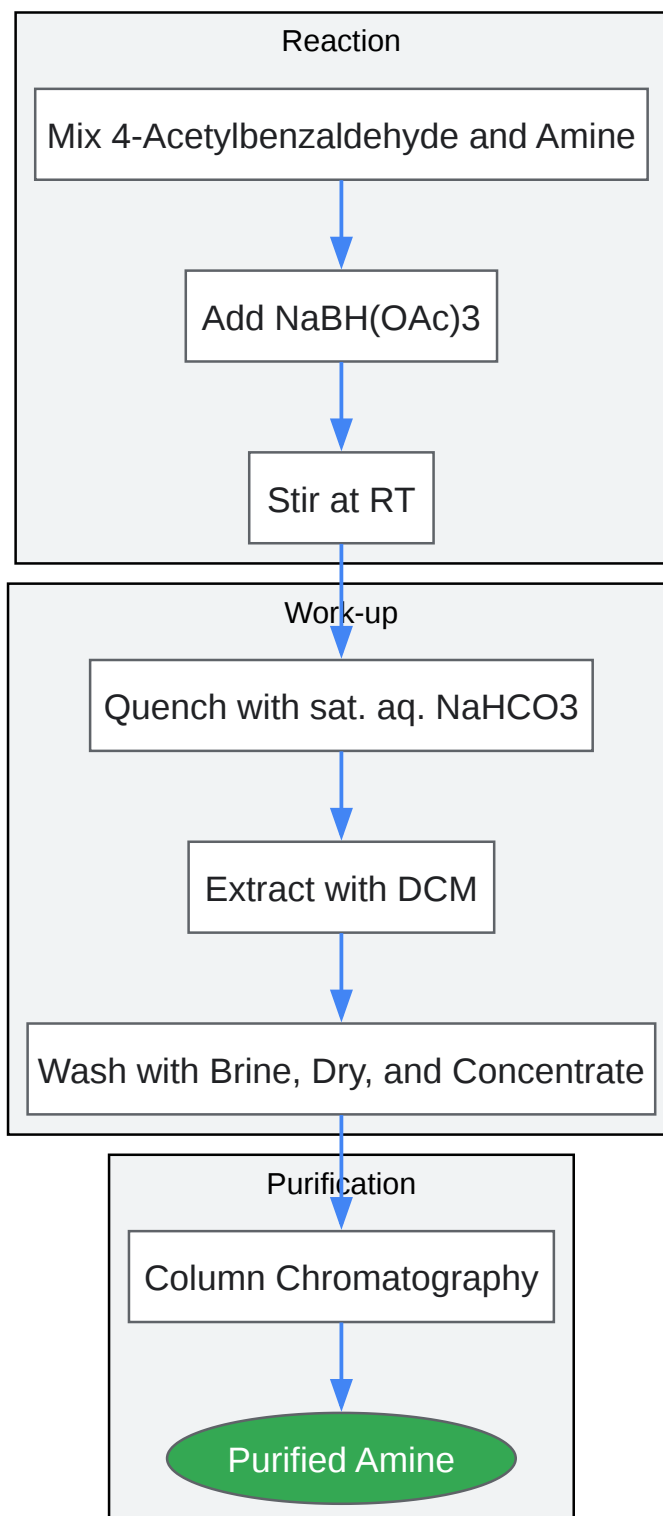 Reaction
Mix 4-Acetylbenzaldehyde and Amine
Add NaBH(OAc)3
Stir at RT
Work-up
Quench with sat. aq. NaHCO3
Extract with DCM
Wash with Brine, Dry, and Concentrate
Purification
Column Chromatography
Purified Amine